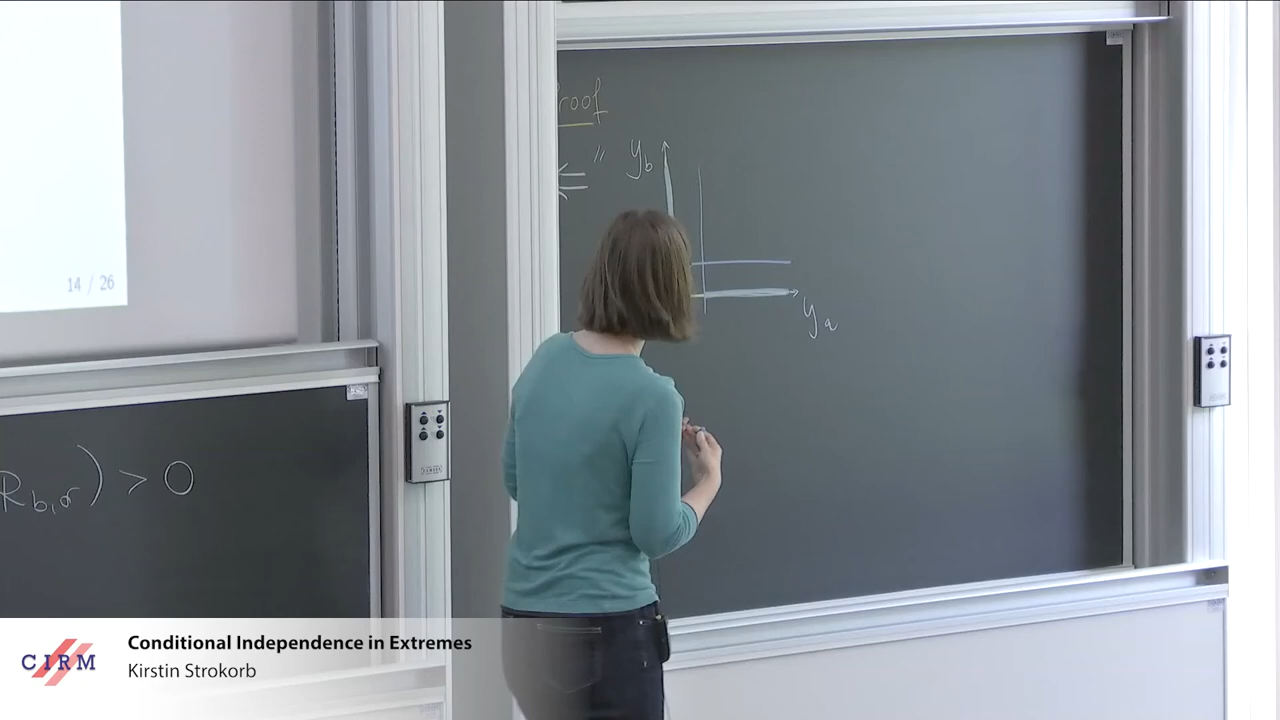 14 / 26
roof
⇐ "
y_b
y_a
R_{b,σ}) > 0
CIRM
Conditional Independence in Extremes
Kirstin Strokorb